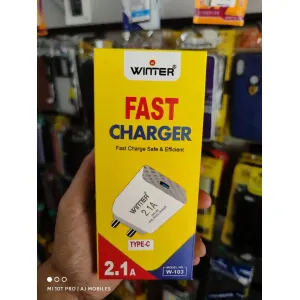 WINTER®
FAST
CHARGER
Fast Charge Safe & Efficient
WINTER
2.1A
TYPE-C
2.1A
MODEL NO.
W-103
MI 10T PRO | AJ MOBILES